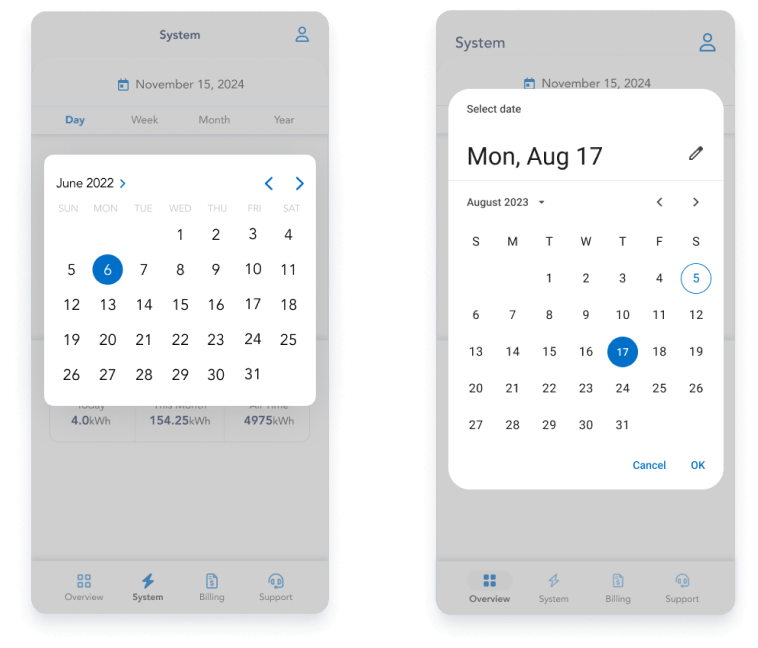 System
November 15, 2024
Day Week Month Year
June 2022
SUN MON TUE WED THU FRI SAT
1 2 3 4
5 6 7 8 9 10 11
12 13 14 15 16 17 18
19 20 21 22 23 24 25
26 27 28 29 30 31
Today This Month All Time
4.0kWh 154.25kWh 4975kWh
Overview System Billing Support
System
November 15, 2024
Select date
Mon, Aug 17
August 2023
S M T W T F S
1 2 3 4 5
6 7 8 9 10 11 12
13 14 15 16 17 18 19
20 21 22 23 24 25 26
27 28 29 30 31
Cancel OK
Overview System Billing Support